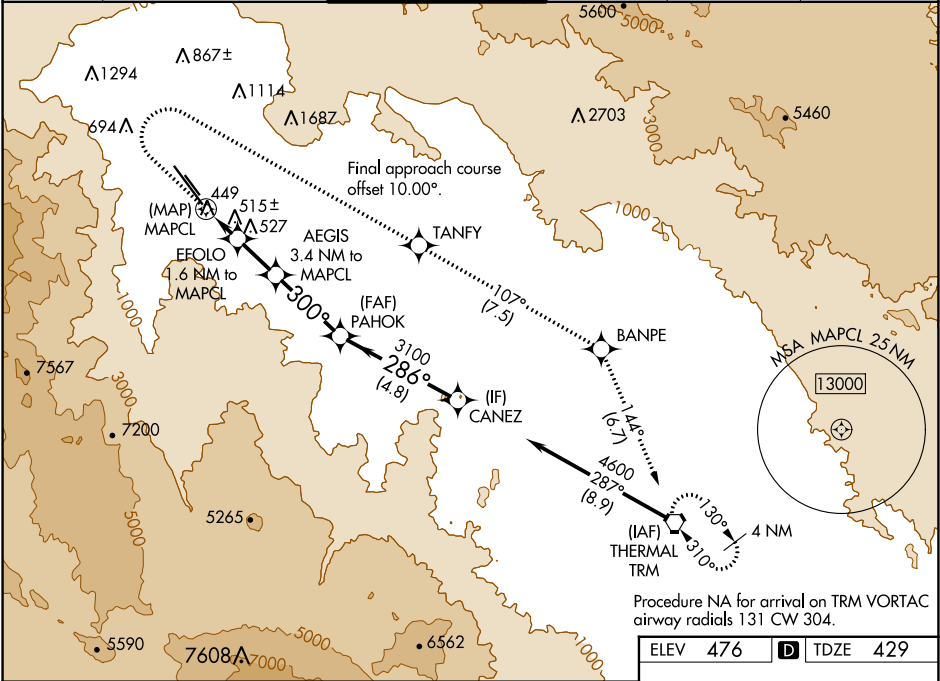 5600
5000
867±
1294
1114
1687
2703
5460
3000
694
Final approach course
offset 10.00°.
449
(MAP)
MAPCL
515±
527
1000
TANFY
EFOLO
1.6 NM to
MAPCL
AEGIS
3.4 NM to
MAPCL
300°
107°
(7.5)
(FAF)
PAHOK
BANPE
1000
3100
286°
(4.8)
MSA MAPCL 25 NM
13000
7567
3000
(IF)
CANEZ
144°
(6.7)
7200
4600
287°
(8.9)
5000
5265
130°
310°
4 NM
(IAF)
THERMAL
TRM
Procedure NA for arrival on TRM VORTAC
airway radials 131 CW 304.
5590
7608
7000
5000
3000
6562
1000
ELEV 476 D TDZE 429